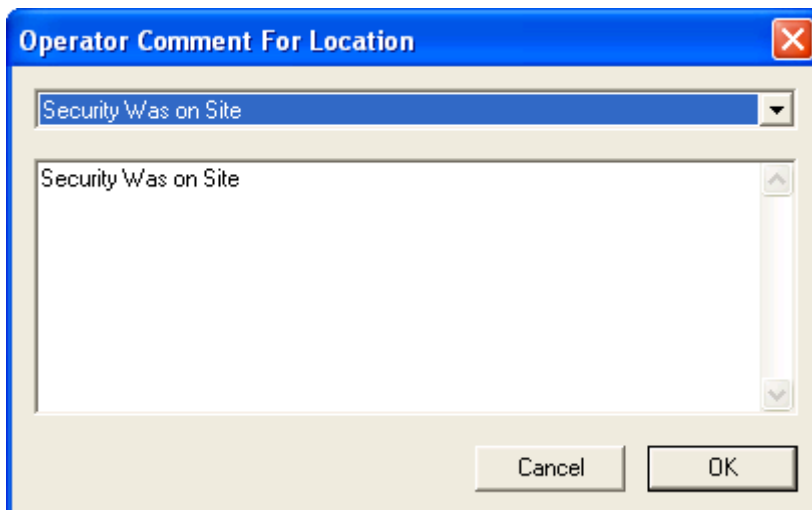 Operator Comment For Location
Security Was on Site
Security Was on Site
Cancel
OK